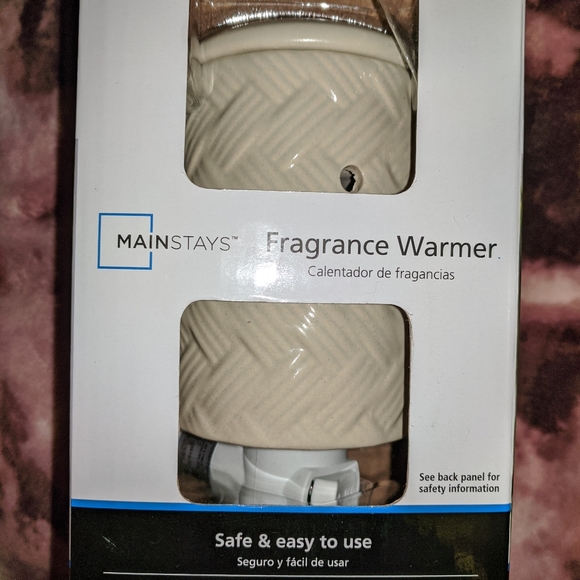 MAINSTAYS™
Fragrance Warmer
Calentador de fragancias
See back panel for
safety information
Safe & easy to use
Seguro y fácil de usar